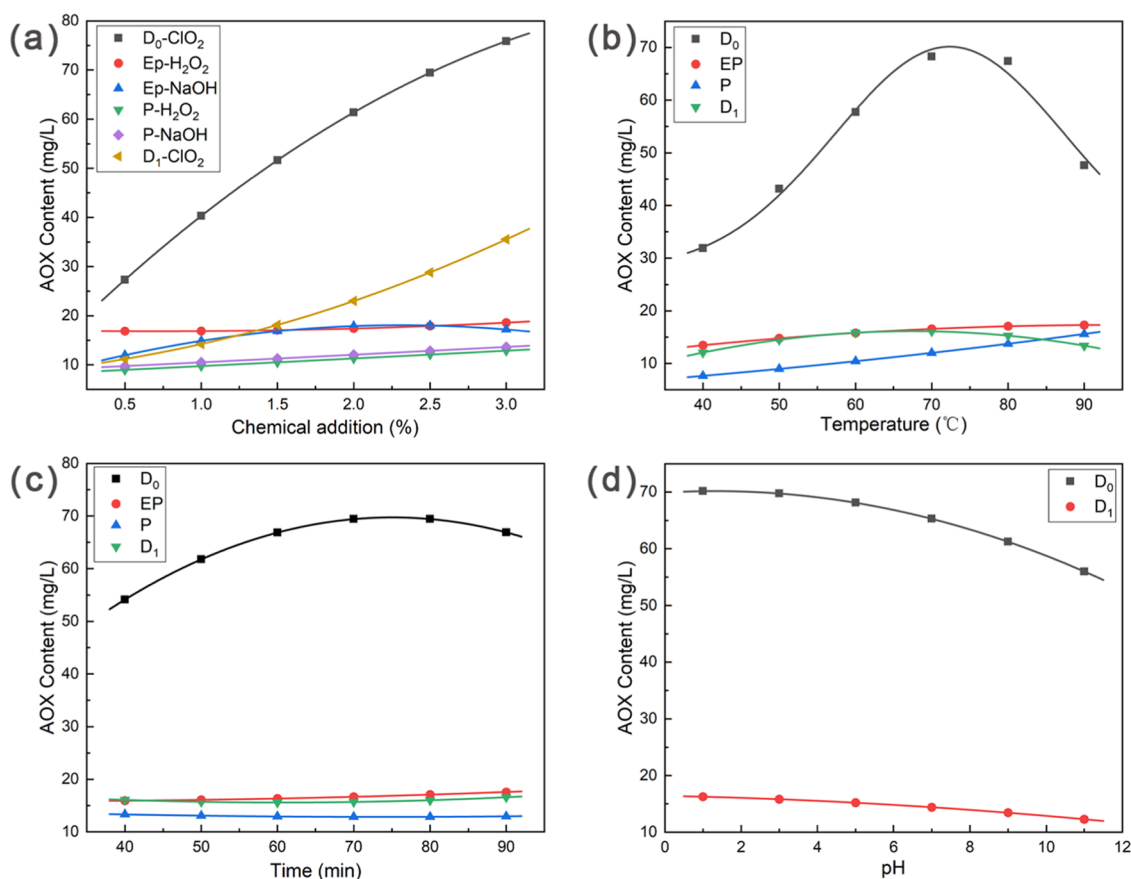 (a)
80
70
60
50
40
30
20
10
AOX Content (mg/L)
D₀-ClO₂
Ep-H₂O₂
Ep-NaOH
P-H₂O₂
P-NaOH
D₁-ClO₂
0.5 1.0 1.5 2.0 2.5 3.0
Chemical addition (%)
(b)
70
60
50
40
30
20
10
AOX Content (mg/L)
D₀
EP
P
D₁
40 50 60 70 80 90
Temperature (℃)
(c)
80
70
60
50
40
30
20
10
AOX Content (mg/L)
D₀
EP
P
D₁
40 50 60 70 80 90
Time (min)
(d)
80
70
60
50
40
30
20
10
AOX Content (mg/L)
D₀
D₁
0 2 4 6 8 10 12
pH